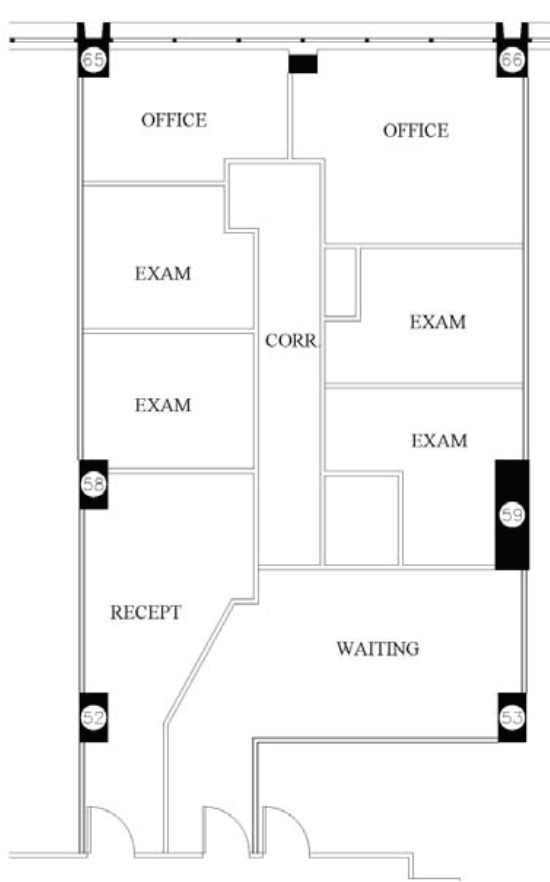 65
66
OFFICE
OFFICE
EXAM
EXAM
CORR.
EXAM
EXAM
58
59
RECEPT
WAITING
52
53